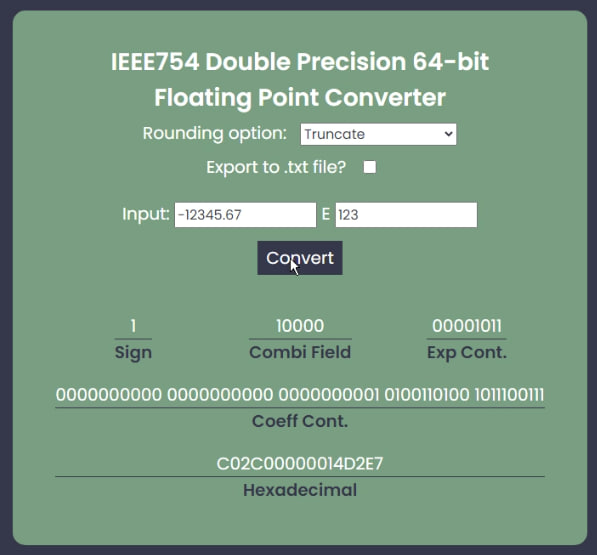 IEEE754 Double Precision 64-bit
Floating Point Converter
Rounding option: Truncate
Export to .txt file?
Input: -12345.67 E 123
Convert
1 10000 00001011
Sign Combi Field Exp Cont.
0000000000 0000000000 0000000001 0100110100 1011100111
Coeff Cont.
C02C00000014D2E7
Hexadecimal